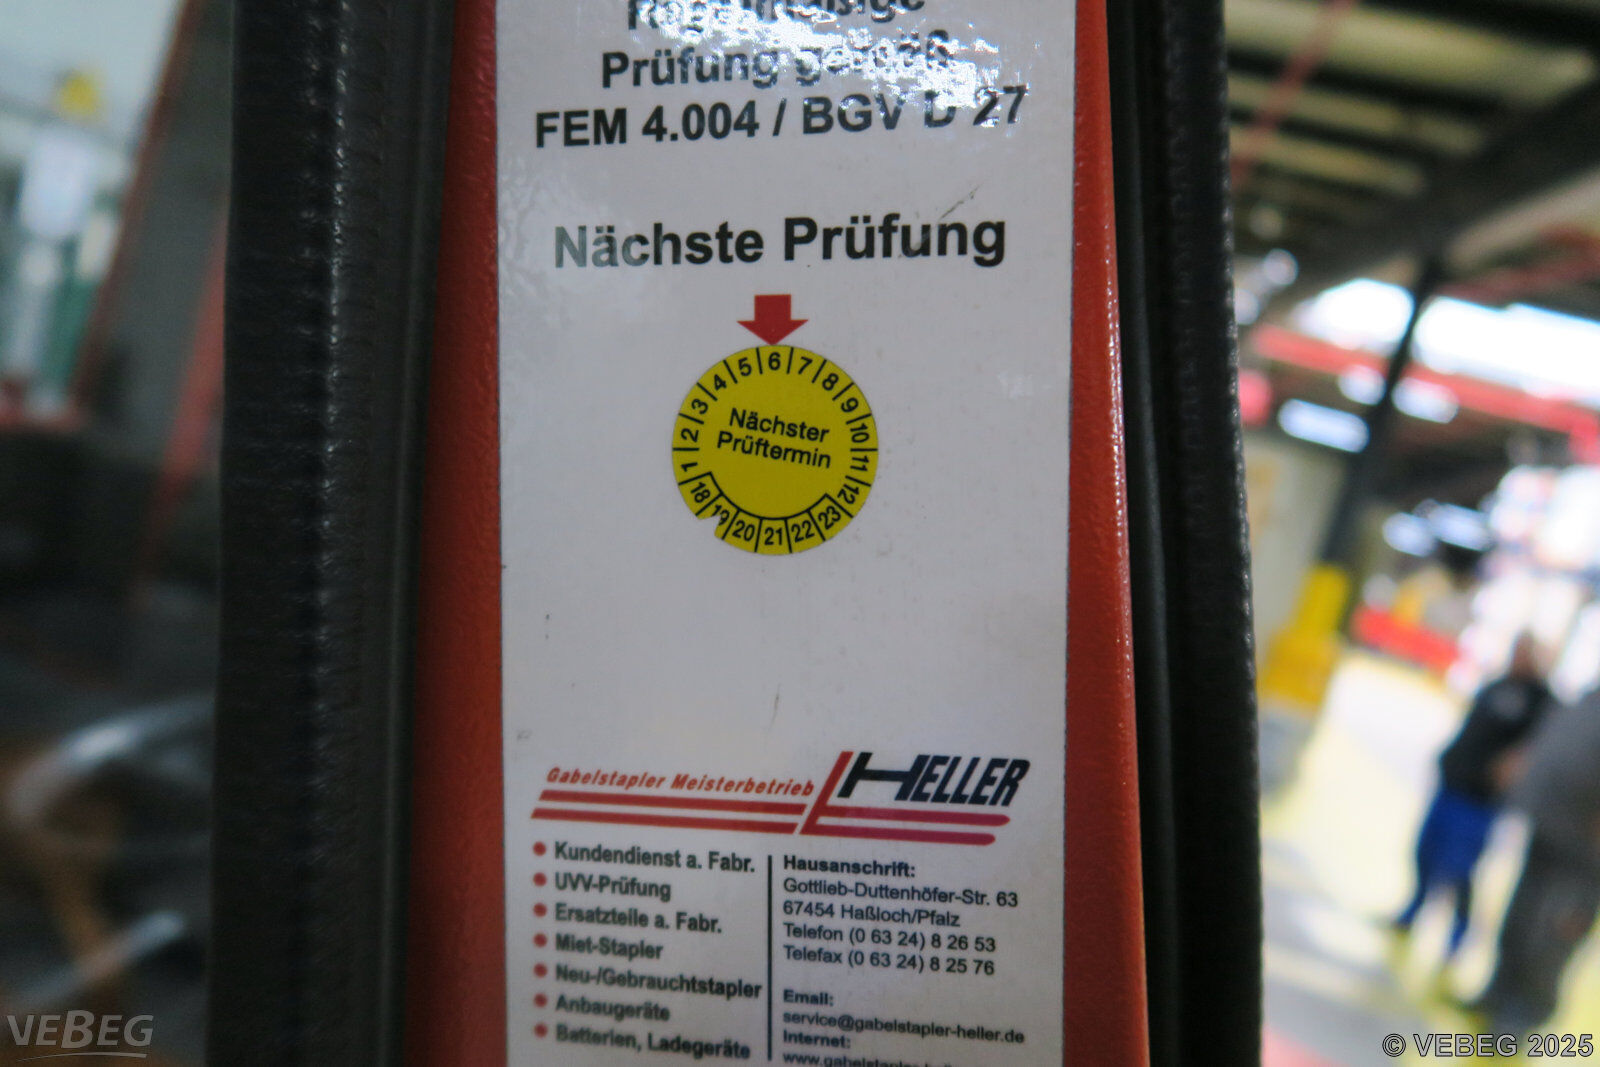 Regelmäßige
Prüfung gemäß
FEM 4.004 / BGV D 27
Nächste Prüfung
1 2 3 4 5 6 7 8 9 10 11 12
Nächster
Prüftermin
18 19 20 21 22 23
Gabelstapler Meisterbetrieb HELLER
• Kundendienst a. Fabr.
• UVV-Prüfung
• Ersatzteile a. Fabr.
• Miet-Stapler
• Neu-/Gebrauchtstapler
• Anbaugeräte
• Batterien, Ladegeräte
Hausanschrift:
Gottlieb-Duttenhöfer-Str. 63
67454 Haßloch/Pfalz
Telefon (0 63 24) 8 26 53
Telefax (0 63 24) 8 25 76
Email:
service@gabelstapler-heller.de
Internet:
VEBEG
© VEBEG 2025